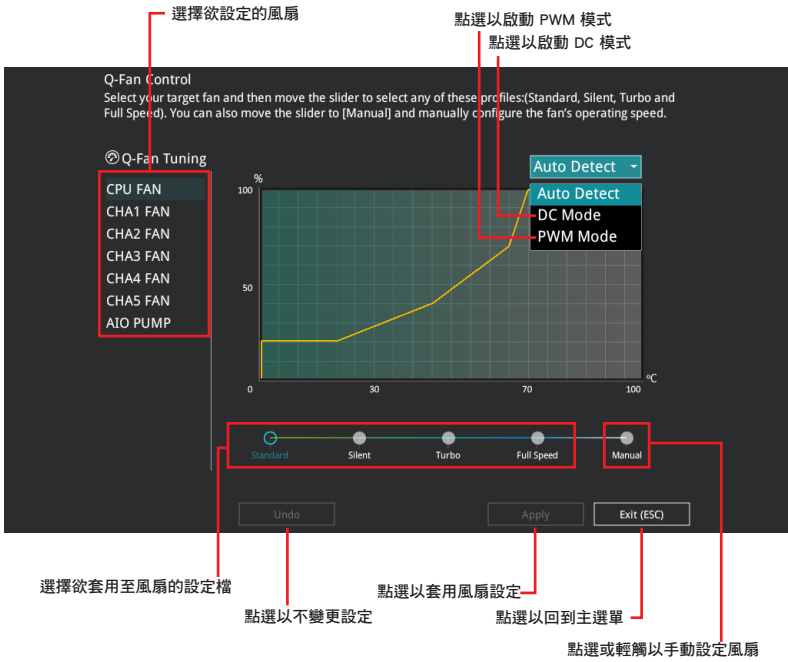 選擇欲設定的風扇
點選以啟動 PWM 模式
點選以啟動 DC 模式
Q-Fan Control
Select your target fan and then move the slider to select any of these profiles:(Standard, Silent, Turbo and
Full Speed). You can also move the slider to [Manual] and manually configure the fan's operating speed.
Q-Fan Tuning
Auto Detect
CPU FAN
CHA1 FAN
CHA2 FAN
CHA3 FAN
CHA4 FAN
CHA5 FAN
AIO PUMP
%
100
50
0
30
70
100
°C
Auto Detect
DC Mode
PWM Mode
Standard
Silent
Turbo
Full Speed
Manual
Undo
Apply
Exit (ESC)
選擇欲套用至風扇的設定檔
點選以套用風扇設定
點選以不變更設定
點選以回到主選單
點選或輕觸以手動設定風扇